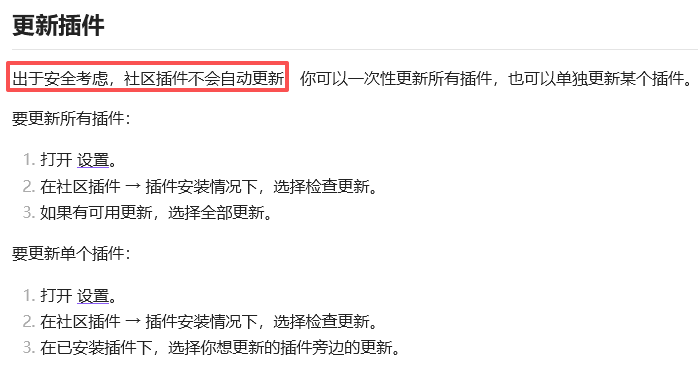 更新插件
出于安全考虑，社区插件不会自动更新 你可以一次性更新所有插件，也可以单独更新某个插件。
要更新所有插件：
1. 打开 设置。
2. 在社区插件 → 插件安装情况下，选择检查更新。
3. 如果有可用更新，选择全部更新。
要更新单个插件：
1. 打开 设置。
2. 在社区插件 → 插件安装情况下，选择检查更新。
3. 在已安装插件下，选择你想更新的插件旁边的更新。